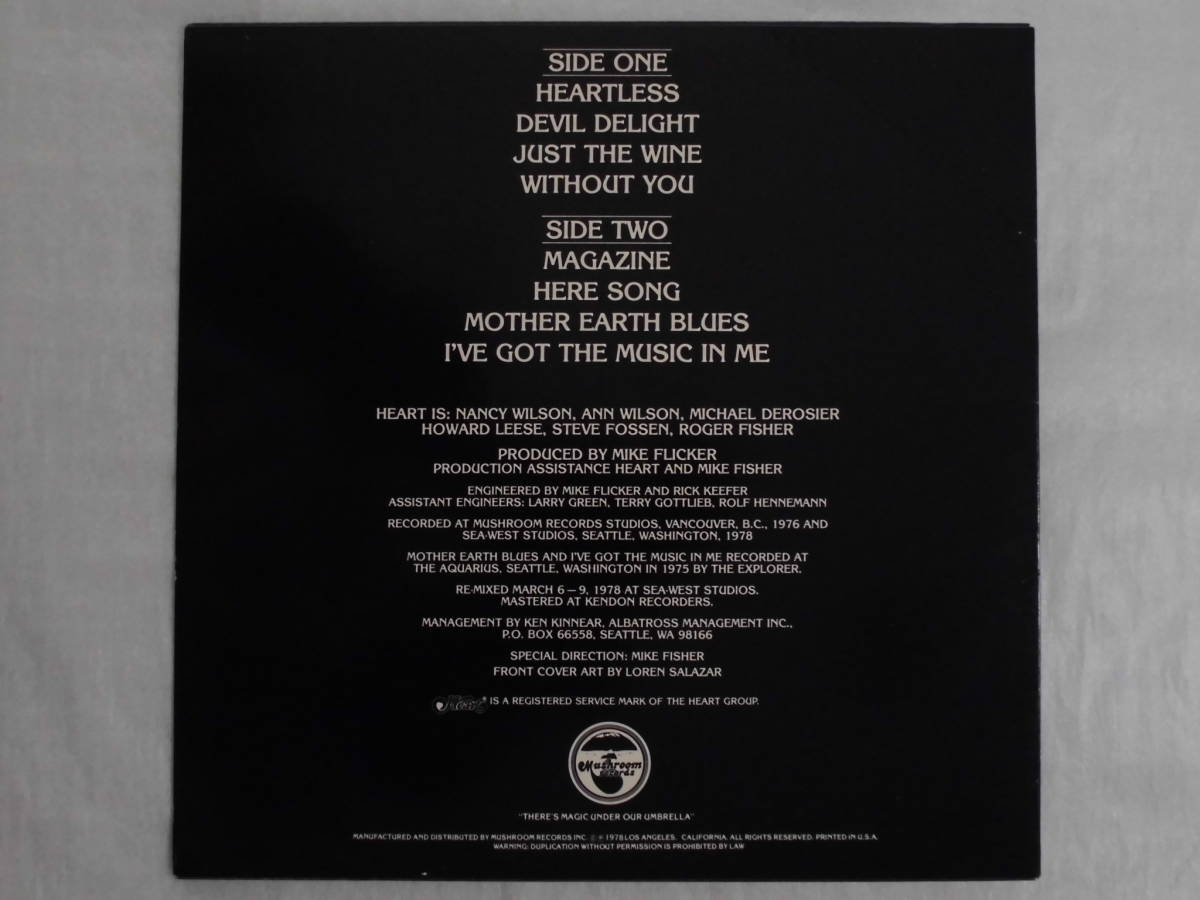 SIDE ONE
HEARTLESS
DEVIL DELIGHT
JUST THE WINE
WITHOUT YOU
SIDE TWO
MAGAZINE
HERE SONG
MOTHER EARTH BLUES
I'VE GOT THE MUSIC IN ME
HEART IS: NANCY WILSON, ANN WILSON, MICHAEL DEROSIER
HOWARD LEESE, STEVE FOSSEN, ROGER FISHER
PRODUCED BY MIKE FLICKER
PRODUCTION ASSISTANCE HEART AND MIKE FISHER
ENGINEERED BY MIKE FLICKER AND RICK KEEFER
ASSISTANT ENGINEERS: LARRY GREEN, TERRY GOTTLIEB, ROLF HENNEMANN
RECORDED AT MUSHROOM RECORDS STUDIOS, VANCOUVER, B.C., 1976 AND
SEA-WEST STUDIOS, SEATTLE, WASHINGTON, 1978
MOTHER EARTH BLUES AND I'VE GOT THE MUSIC IN ME RECORDED AT
THE AQUARIUS, SEATTLE, WASHINGTON IN 1975 BY THE EXPLORER.
RE-MIXED MARCH 6 – 9, 1978 AT SEA-WEST STUDIOS.
MASTERED AT KENDON RECORDERS.
MANAGEMENT BY KEN KINNEAR, ALBATROSS MANAGEMENT INC.,
P.O. BOX 66558, SEATTLE, WA 98166
SPECIAL DIRECTION: MIKE FISHER
FRONT COVER ART BY LOREN SALAZAR
Heart® IS A REGISTERED SERVICE MARK OF THE HEART GROUP.
Mushroom
records
"THERE'S MAGIC UNDER OUR UMBRELLA"
MANUFACTURED AND DISTRIBUTED BY MUSHROOM RECORDS INC. © ℗ 1978 LOS ANGELES, CALIFORNIA. ALL RIGHTS RESERVED. PRINTED IN U.S.A.
WARNING: DUPLICATION WITHOUT PERMISSION IS PROHIBITED BY LAW